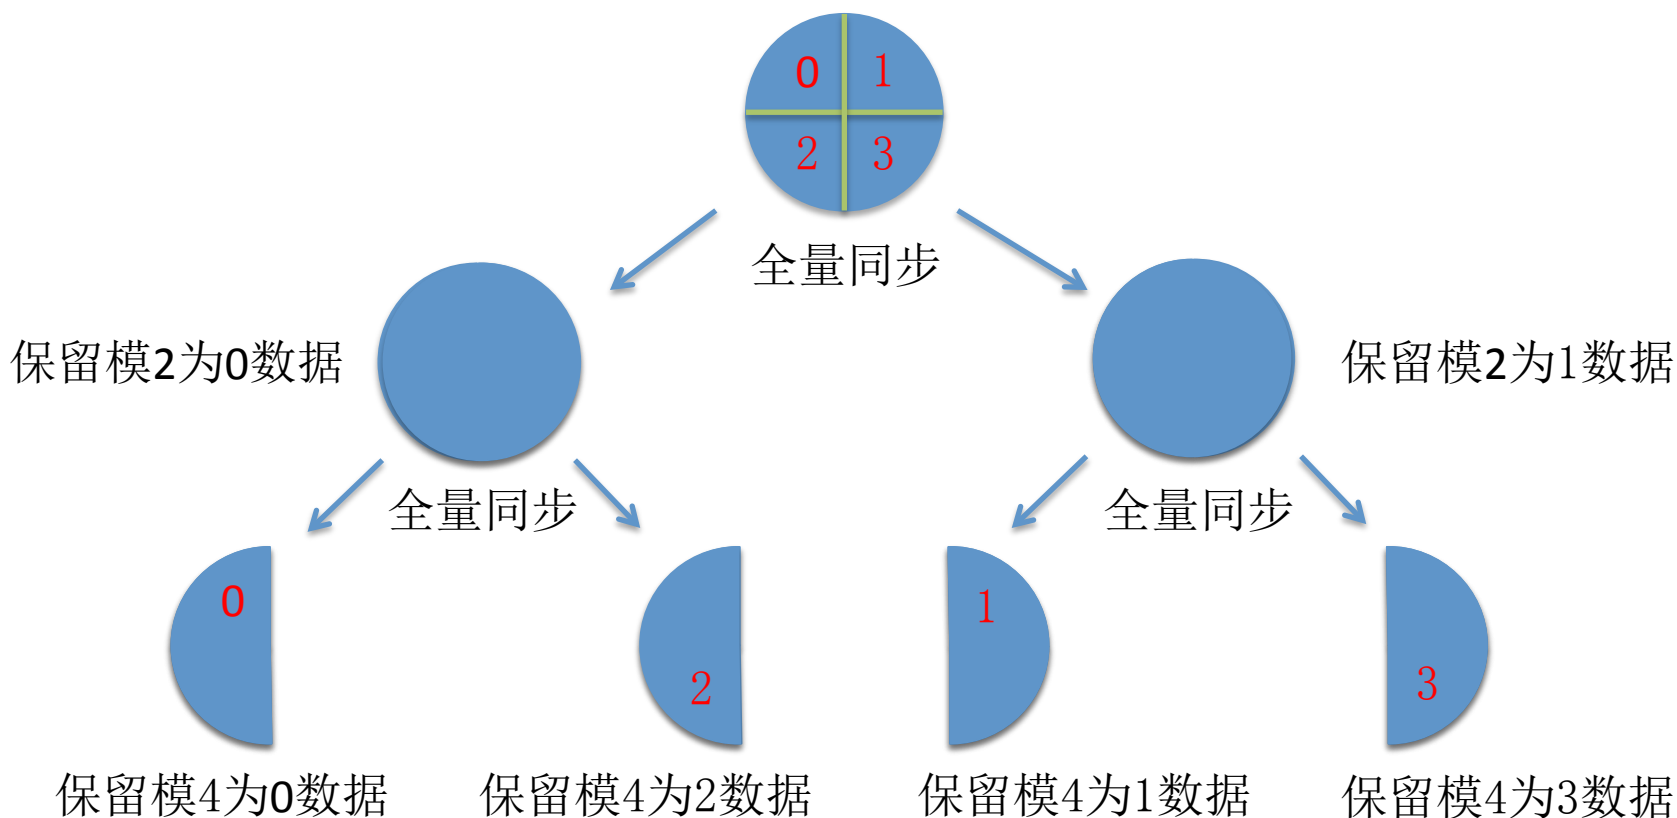 0 1
2 3
全量同步
保留模2为0数据
保留模2为1数据
全量同步
全量同步
0
2
1
3
保留模4为0数据
保留模4为2数据
保留模4为1数据
保留模4为3数据